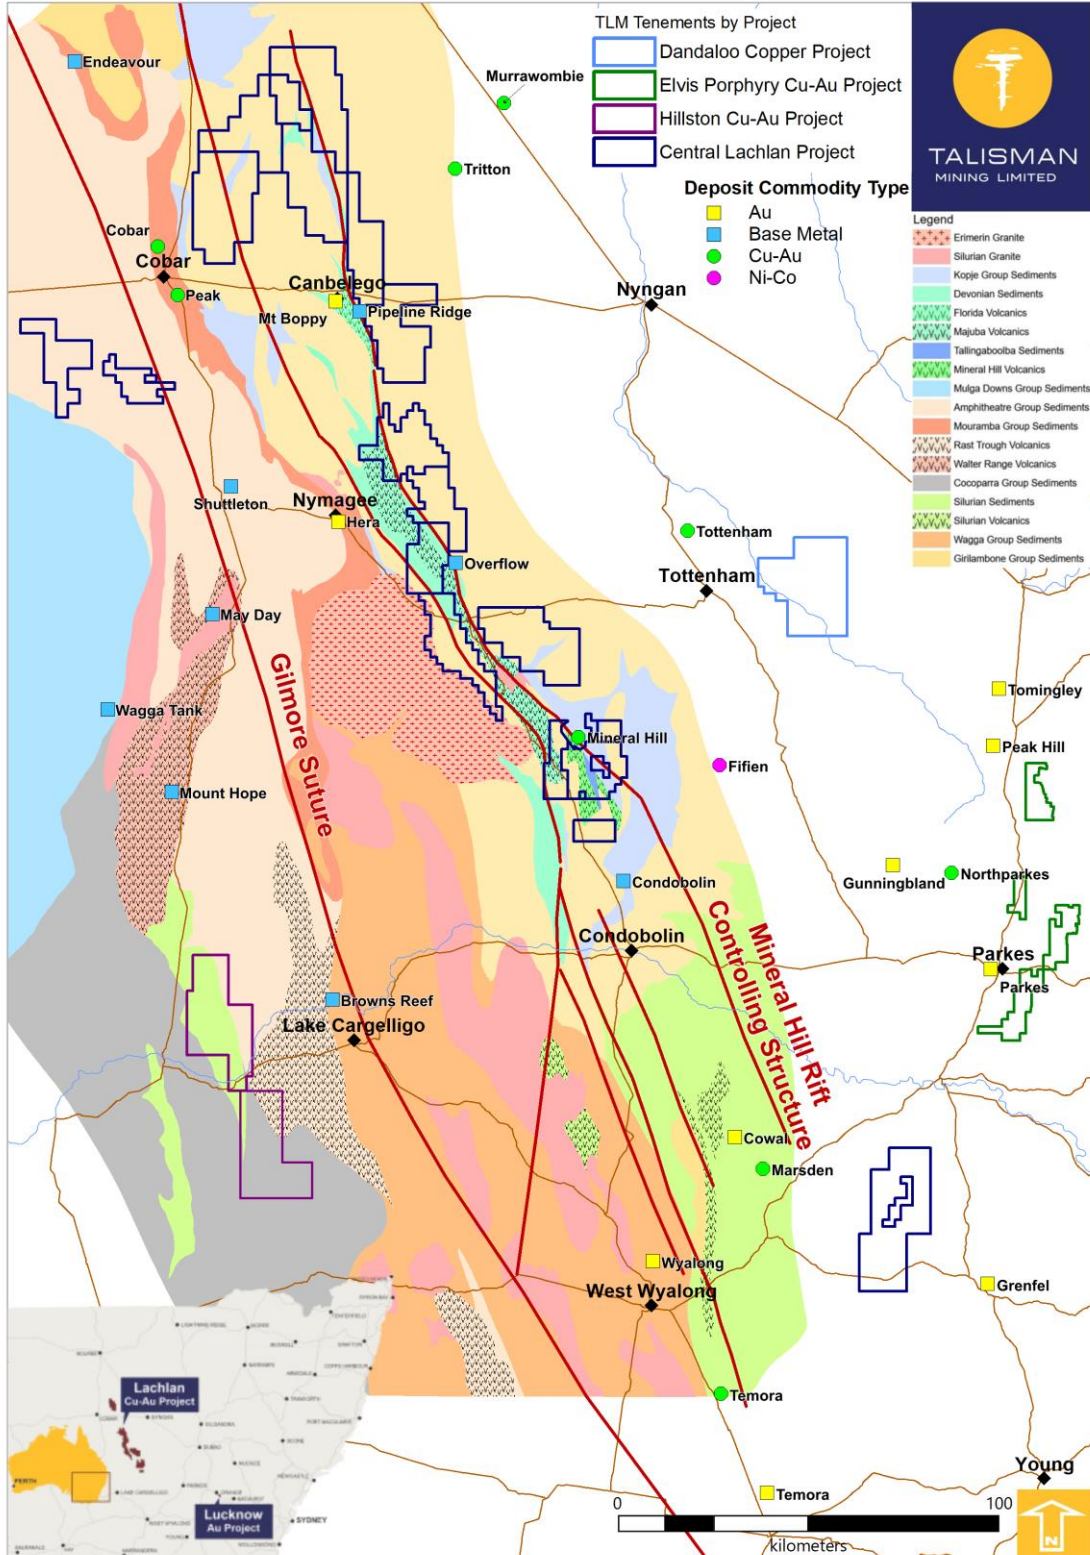 TLM Tenements by Project
Dandaloo Copper Project
Elvis Porphyry Cu-Au Project
Hillston Cu-Au Project
Central Lachlan Project
Deposit Commodity Type
Au
Base Metal
Cu-Au
Ni-Co
TALISMAN
MINING LIMITED
Legend
Erimerin Granite
Silurian Granite
Kopje Group Sediments
Devonian Sediments
Florida Volcanics
Majuba Volcanics
Tallingaboolba Sediments
Mineral Hill Volcanics
Mulga Downs Group Sediments
Amphitheatre Group Sediments
Mouramba Group Sediments
Rast Trough Volcanics
Walter Range Volcanics
Cocoparra Group Sediments
Silurian Sediments
Silurian Volcanics
Wagga Group Sediments
Girilambone Group Sediments
Endeavour
Murrawombie
Tritton
Cobar
Cobar
Peak
Canbelego
Mt Boppy
Pipeline Ridge
Nyngan
Shuttleton
Nymagee
Hera
Overflow
Tottenham
Tottenham
May Day
Gilmore Suture
Wagga Tank
Mount Hope
Mineral Hill
Fifien
Tomingley
Peak Hill
Gunningbland
Northparkes
Condobolin
Condobolin
Mineral Hill Rift
Controlling Structure
Parkes
Parkes
Browns Reef
Lake Cargelligo
Cowal
Marsden
Wyalong
West Wyalong
Grenfel
Temora
Young
Temora
Lachlan
Cu-Au Project
Lucknow
Au Project
PERTH
SYDNEY
0
100
kilometers
N